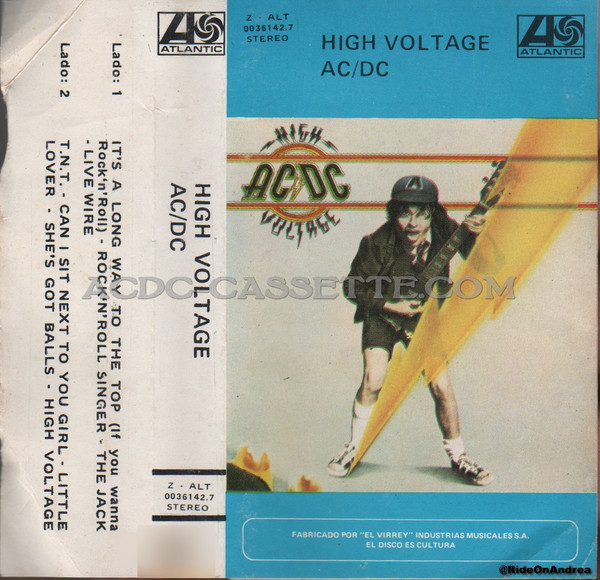 ATLANTIC
Lado: 1
IT'S A LONG WAY TO THE TOP (If you wanna
Rock'n'Roll) - ROCK'N'ROLL SINGER - THE JACK
- LIVE WIRE
Lado: 2
T.N.T. - CAN I SIT NEXT TO YOU GIRL - LITTLE
LOVER - SHE'S GOT BALLS - HIGH VOLTAGE
HIGH VOLTAGE
AC/DC
Z - ALT
0036142.7
STEREO
Z - ALT
0036142.7
STEREO
HIGH VOLTAGE
AC/DC
ATLANTIC
HIGH
AC/DC
VOLTAGE
A
ACDC-CASSETTE.COM
FABRICADO POR "EL VIRREY" INDUSTRIAS MUSICALES S.A.
EL DISCO ES CULTURA
@RideOnAndrea